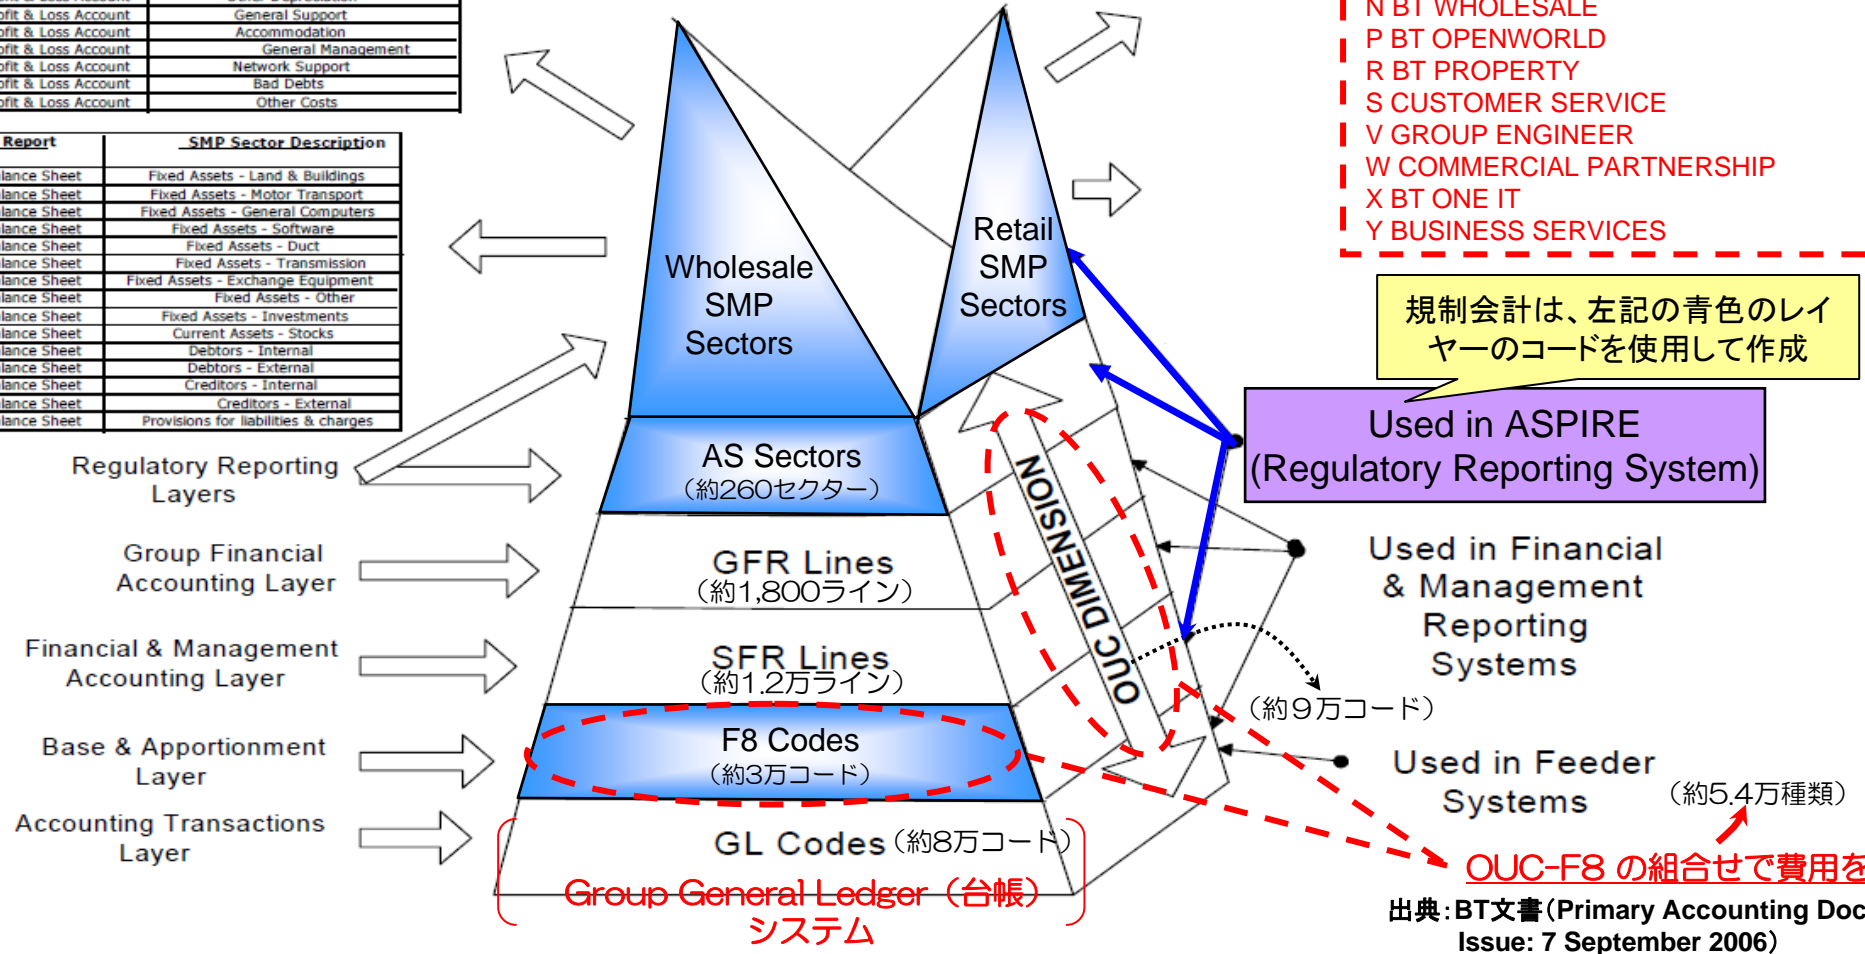 General Support
Accommodation
General Management
Network Support
Bad Debts
Other Costs
ofit & Loss Account
ofit & Loss Account
ofit & Loss Account
ofit & Loss Account
ofit & Loss Account
ofit & Loss Account
Report SMP Sector Description
lance Sheet Fixed Assets - Land & Buildings
lance Sheet Fixed Assets - Motor Transport
lance Sheet Fixed Assets - General Computers
lance Sheet Fixed Assets - Software
lance Sheet Fixed Assets - Duct
lance Sheet Fixed Assets - Transmission
lance Sheet Fixed Assets - Exchange Equipment
lance Sheet Fixed Assets - Other
lance Sheet Fixed Assets - Investments
lance Sheet Current Assets - Stocks
lance Sheet Debtors - Internal
lance Sheet Debtors - External
lance Sheet Creditors - Internal
lance Sheet Creditors - External
lance Sheet Provisions for liabilities & charges
N BT WHOLESALE
P BT OPENWORLD
R BT PROPERTY
S CUSTOMER SERVICE
V GROUP ENGINEER
W COMMERCIAL PARTNERSHIP
X BT ONE IT
Y BUSINESS SERVICES
Wholesale
SMP
Sectors
Retail
SMP
Sectors
規制会計は、左記の青色のレイ
ヤーのコードを使用して作成
Used in ASPIRE
(Regulatory Reporting System)
Regulatory Reporting
Layers
AS Sectors
(約260セクター)
Group Financial
Accounting Layer
GFR Lines
(約1,800ライン)
Financial & Management
Accounting Layer
SFR Lines
(約1.2万ライン)
Base & Apportionment
Layer
F8 Codes
(約3万コード)
Accounting Transactions
Layer
GL Codes (約8万コード)
Group General Ledger (台帳)
システム
OUC DIMENSION
Used in Financial
& Management
Reporting
Systems
(約9万コード)
Used in Feeder
Systems
(約5.4万種類)
OUC-F8 の組合せで費用を
出典:BT文書(Primary Accounting Doc
Issue: 7 September 2006)